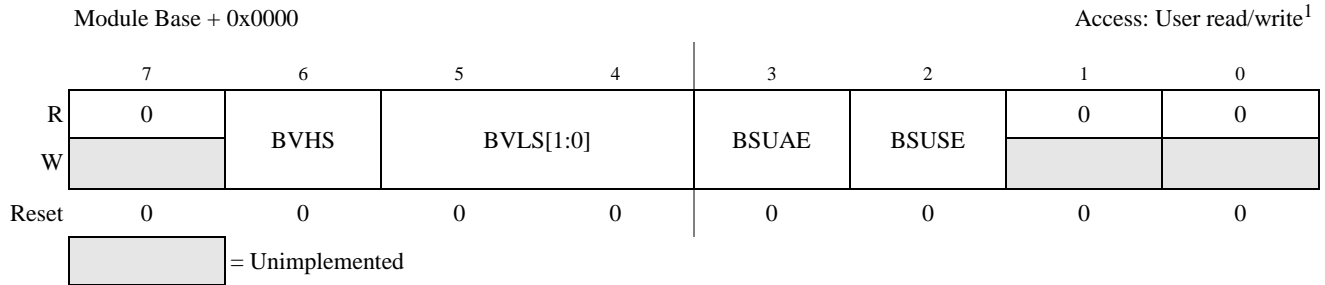 Module Base + 0x0000 Access: User read/write1
7 6 5 4 3 2 1 0
R 0 BVHS BVLS[1:0] BSUAE BSUSE 0 0
W
Reset 0 0 0 0 0 0 0 0
= Unimplemented